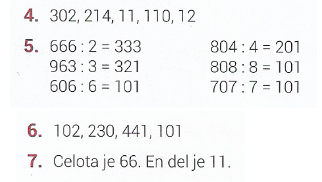 4. 302, 214, 11, 110, 12
5. 666 : 2 = 333 804 : 4 = 201
963 : 3 = 321 808 : 8 = 101
606 : 6 = 101 707 : 7 = 101
6. 102, 230, 441, 101
7. Celota je 66. En del je 11.